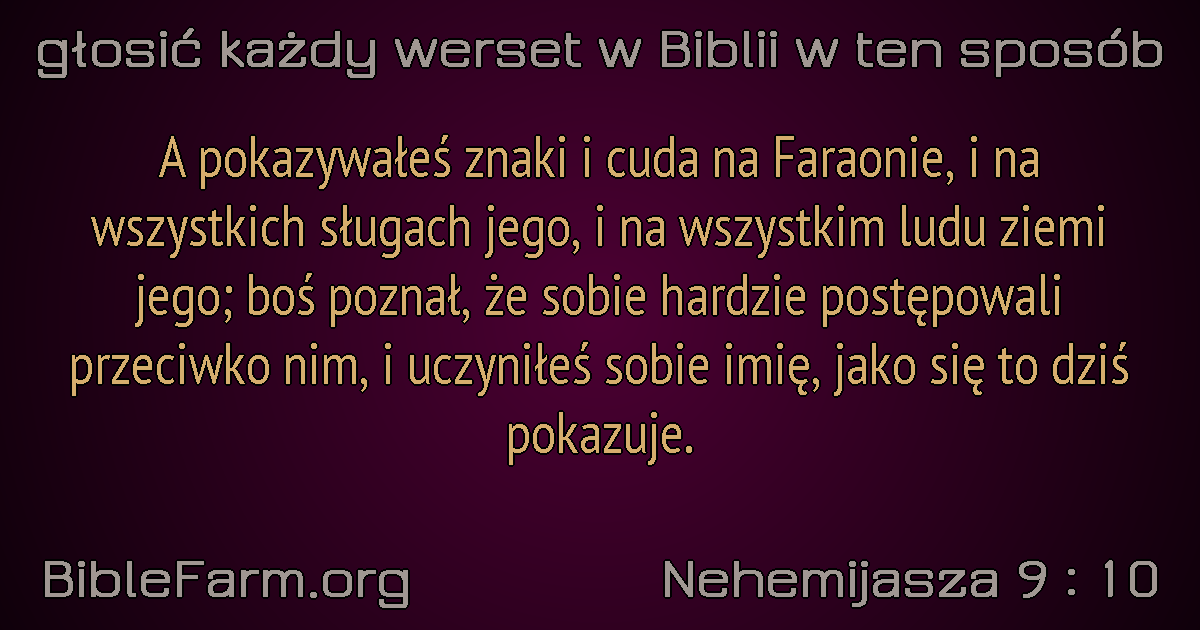 głosić każdy werset w Biblii w ten sposób
A pokazywałeś znaki i cuda na Faraonie, i na
wszystkich sługach jego, i na wszystkim ludu ziemi
jego; boś poznał, że sobie hardzie postępowali
przeciwko nim, i uczyniłeś sobie imię, jako się to dziś
pokazuje.
BibleFarm.org
Nehemijasza 9 : 10